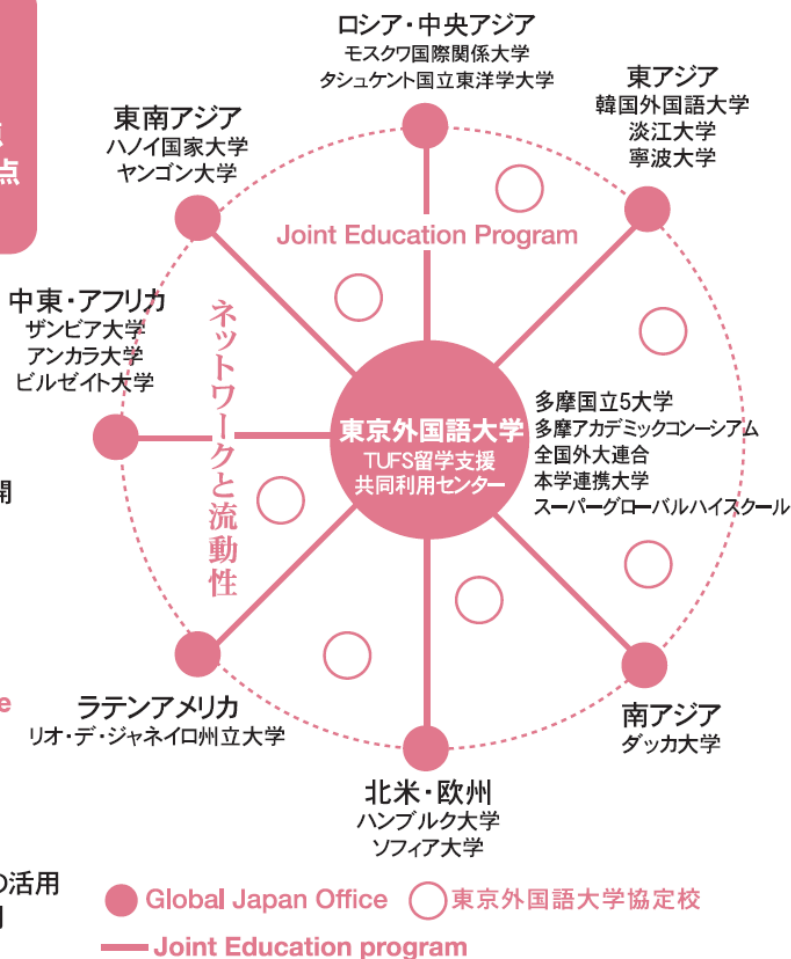 ロシア・中央アジア
モスクワ国際関係大学
タシュケント国立東洋学大学
東アジア
韓国外国語大学
淡江大学
寧波大学
東南アジア
ハノイ国家大学
ヤンゴン大学
点
Joint Education Program
中東・アフリカ
ザンビア大学
アンカラ大学
ビルゼイト大学
ネットワークと流動性
東京外国語大学
TUFS留学支援
共同利用センター
多摩国立5大学
多摩アカデミックコンーシアム
全国外大連合
本学連携大学
スーパーグローバルハイスクール
開
e
ラテンアメリカ
リオ・デ・ジャネイロ州立大学
南アジア
ダッカ大学
北米・欧州
ハンブルク大学
ソフィア大学
の活用
Global Japan Office
東京外国語大学協定校
Joint Education program